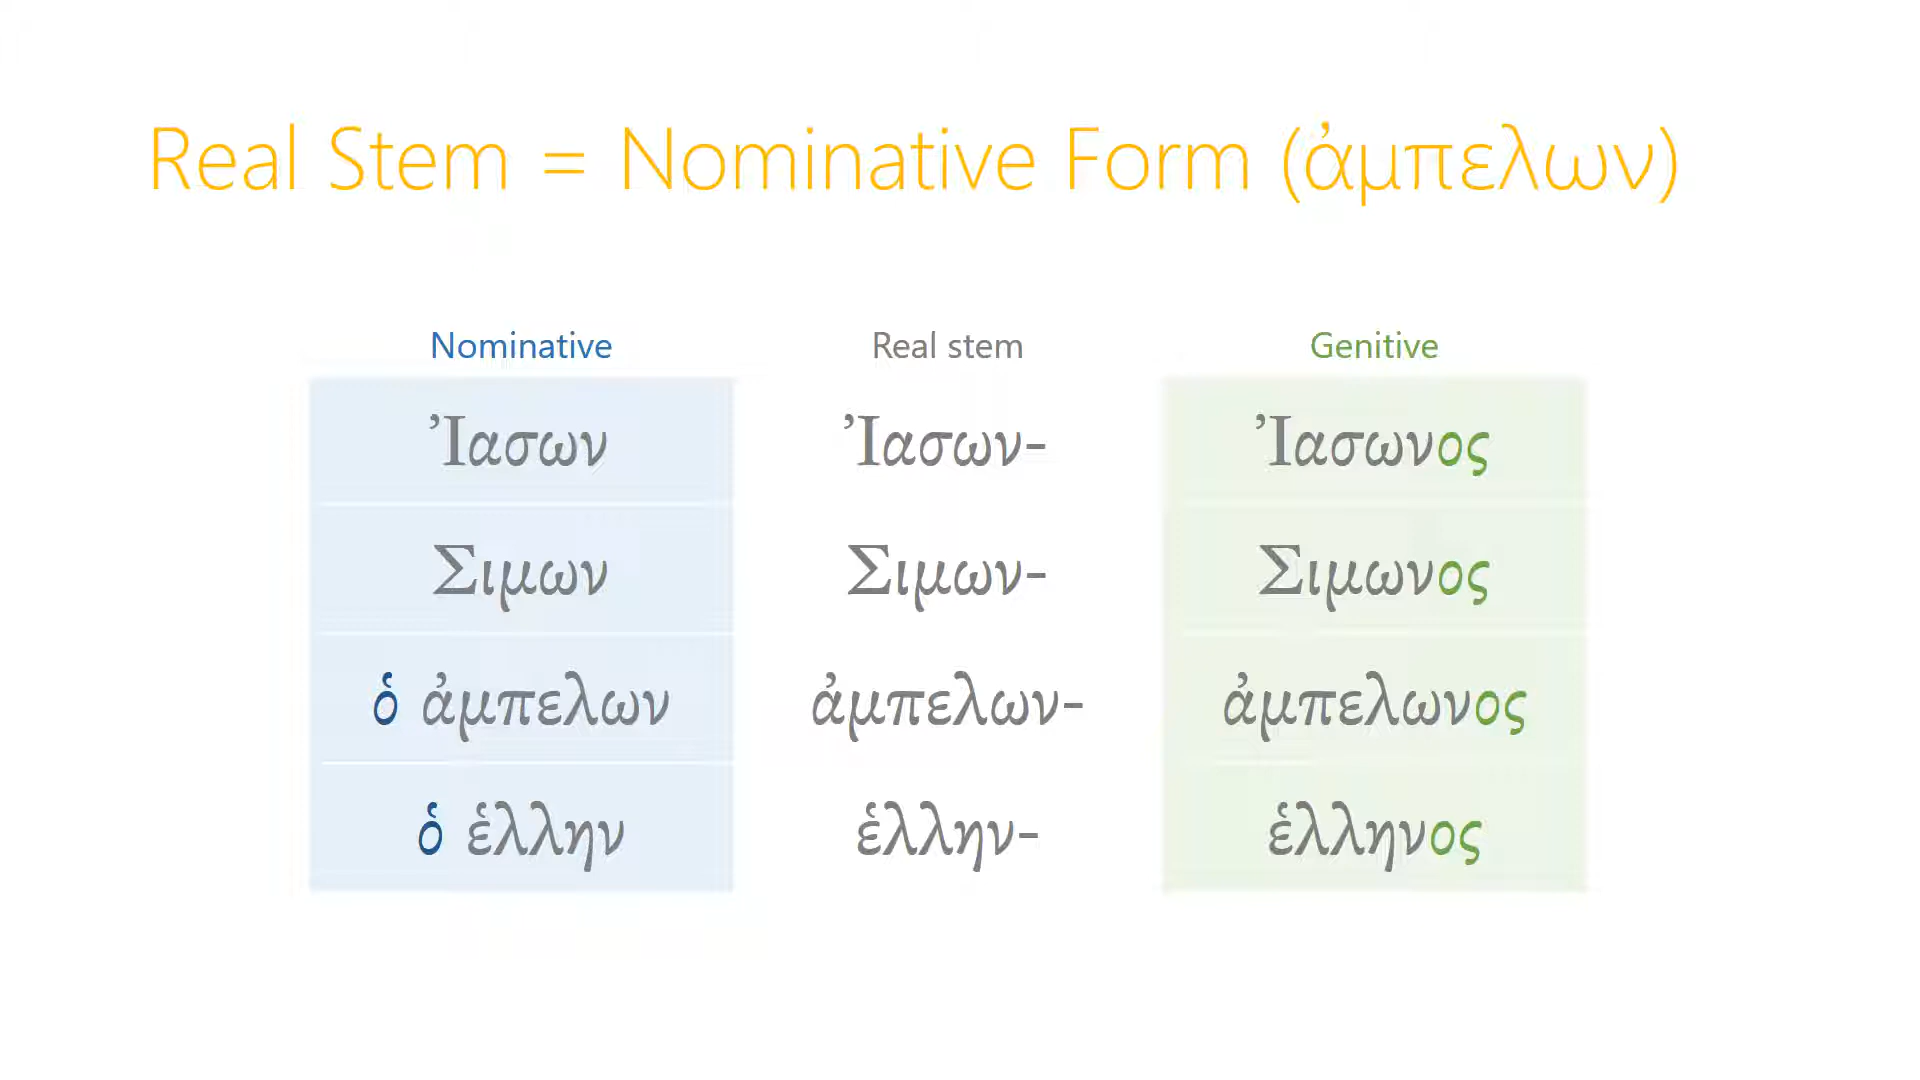 Real Stem = Nominative Form (ἀμπελων)
Nominative Real stem Genitive
Ἰασων Ἰασων- Ἰασωνος
Σιμων Σιμων- Σιμωνος
ὁ ἀμπελων ἀμπελων- ἀμπελωνος
ὁ ἑλλην ἑλλην- ἑλληνος